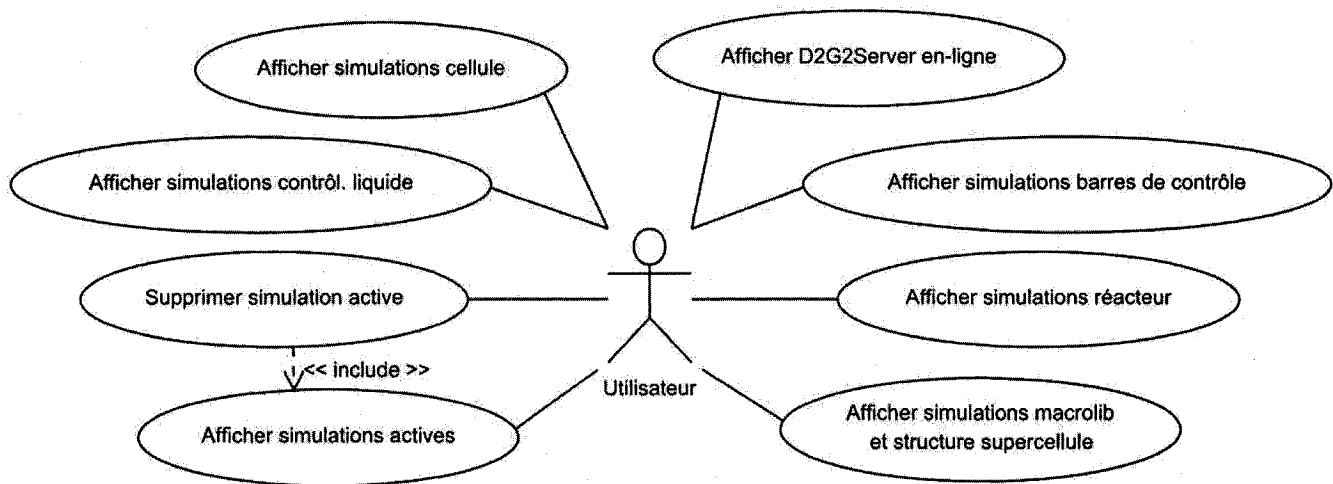 Afficher simulations cellule
Afficher D2G2Server en-ligne
Afficher simulations contrôl. liquide
Afficher simulations barres de contrôle
Supprimer simulation active
Afficher simulations réacteur
<< include >>
Utilisateur
Afficher simulations actives
Afficher simulations macrolib
et structure supercellule